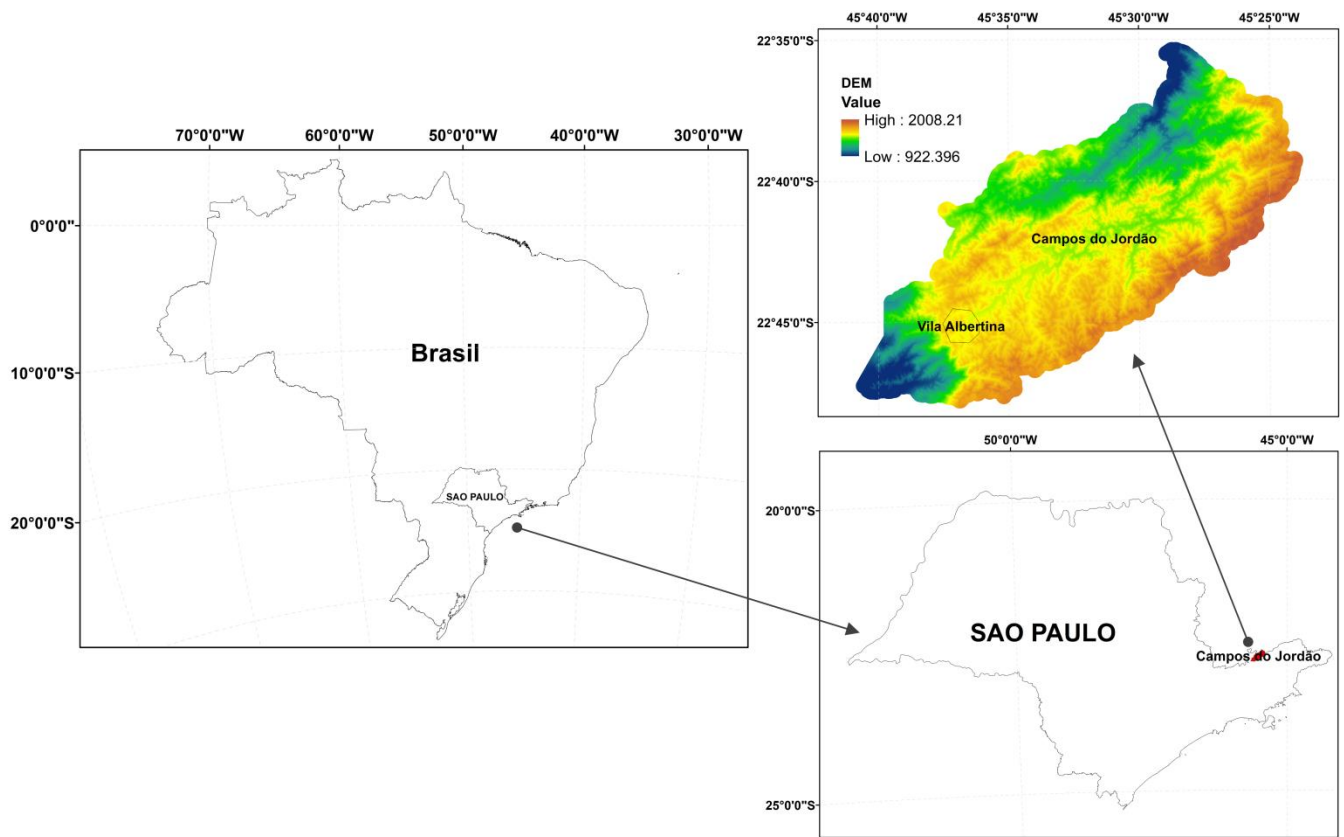 70°0'0"W 60°0'0"W 50°0'0"W 40°0'0"W 30°0'0"W
0°0'0"
10°0'0"S
20°0'0"S
Brasil
SAO PAULO
45°40'0"W 45°35'0"W 45°30'0"W 45°25'0"W
22°35'0"S
22°40'0"S
22°45'0"S
DEM
Value
High : 2008.21
Low : 922.396
Campos do Jordão
Vila Albertina
50°0'0"W 45°0'0"W
20°0'0"S
25°0'0"S
SAO PAULO
Campos do Jordão